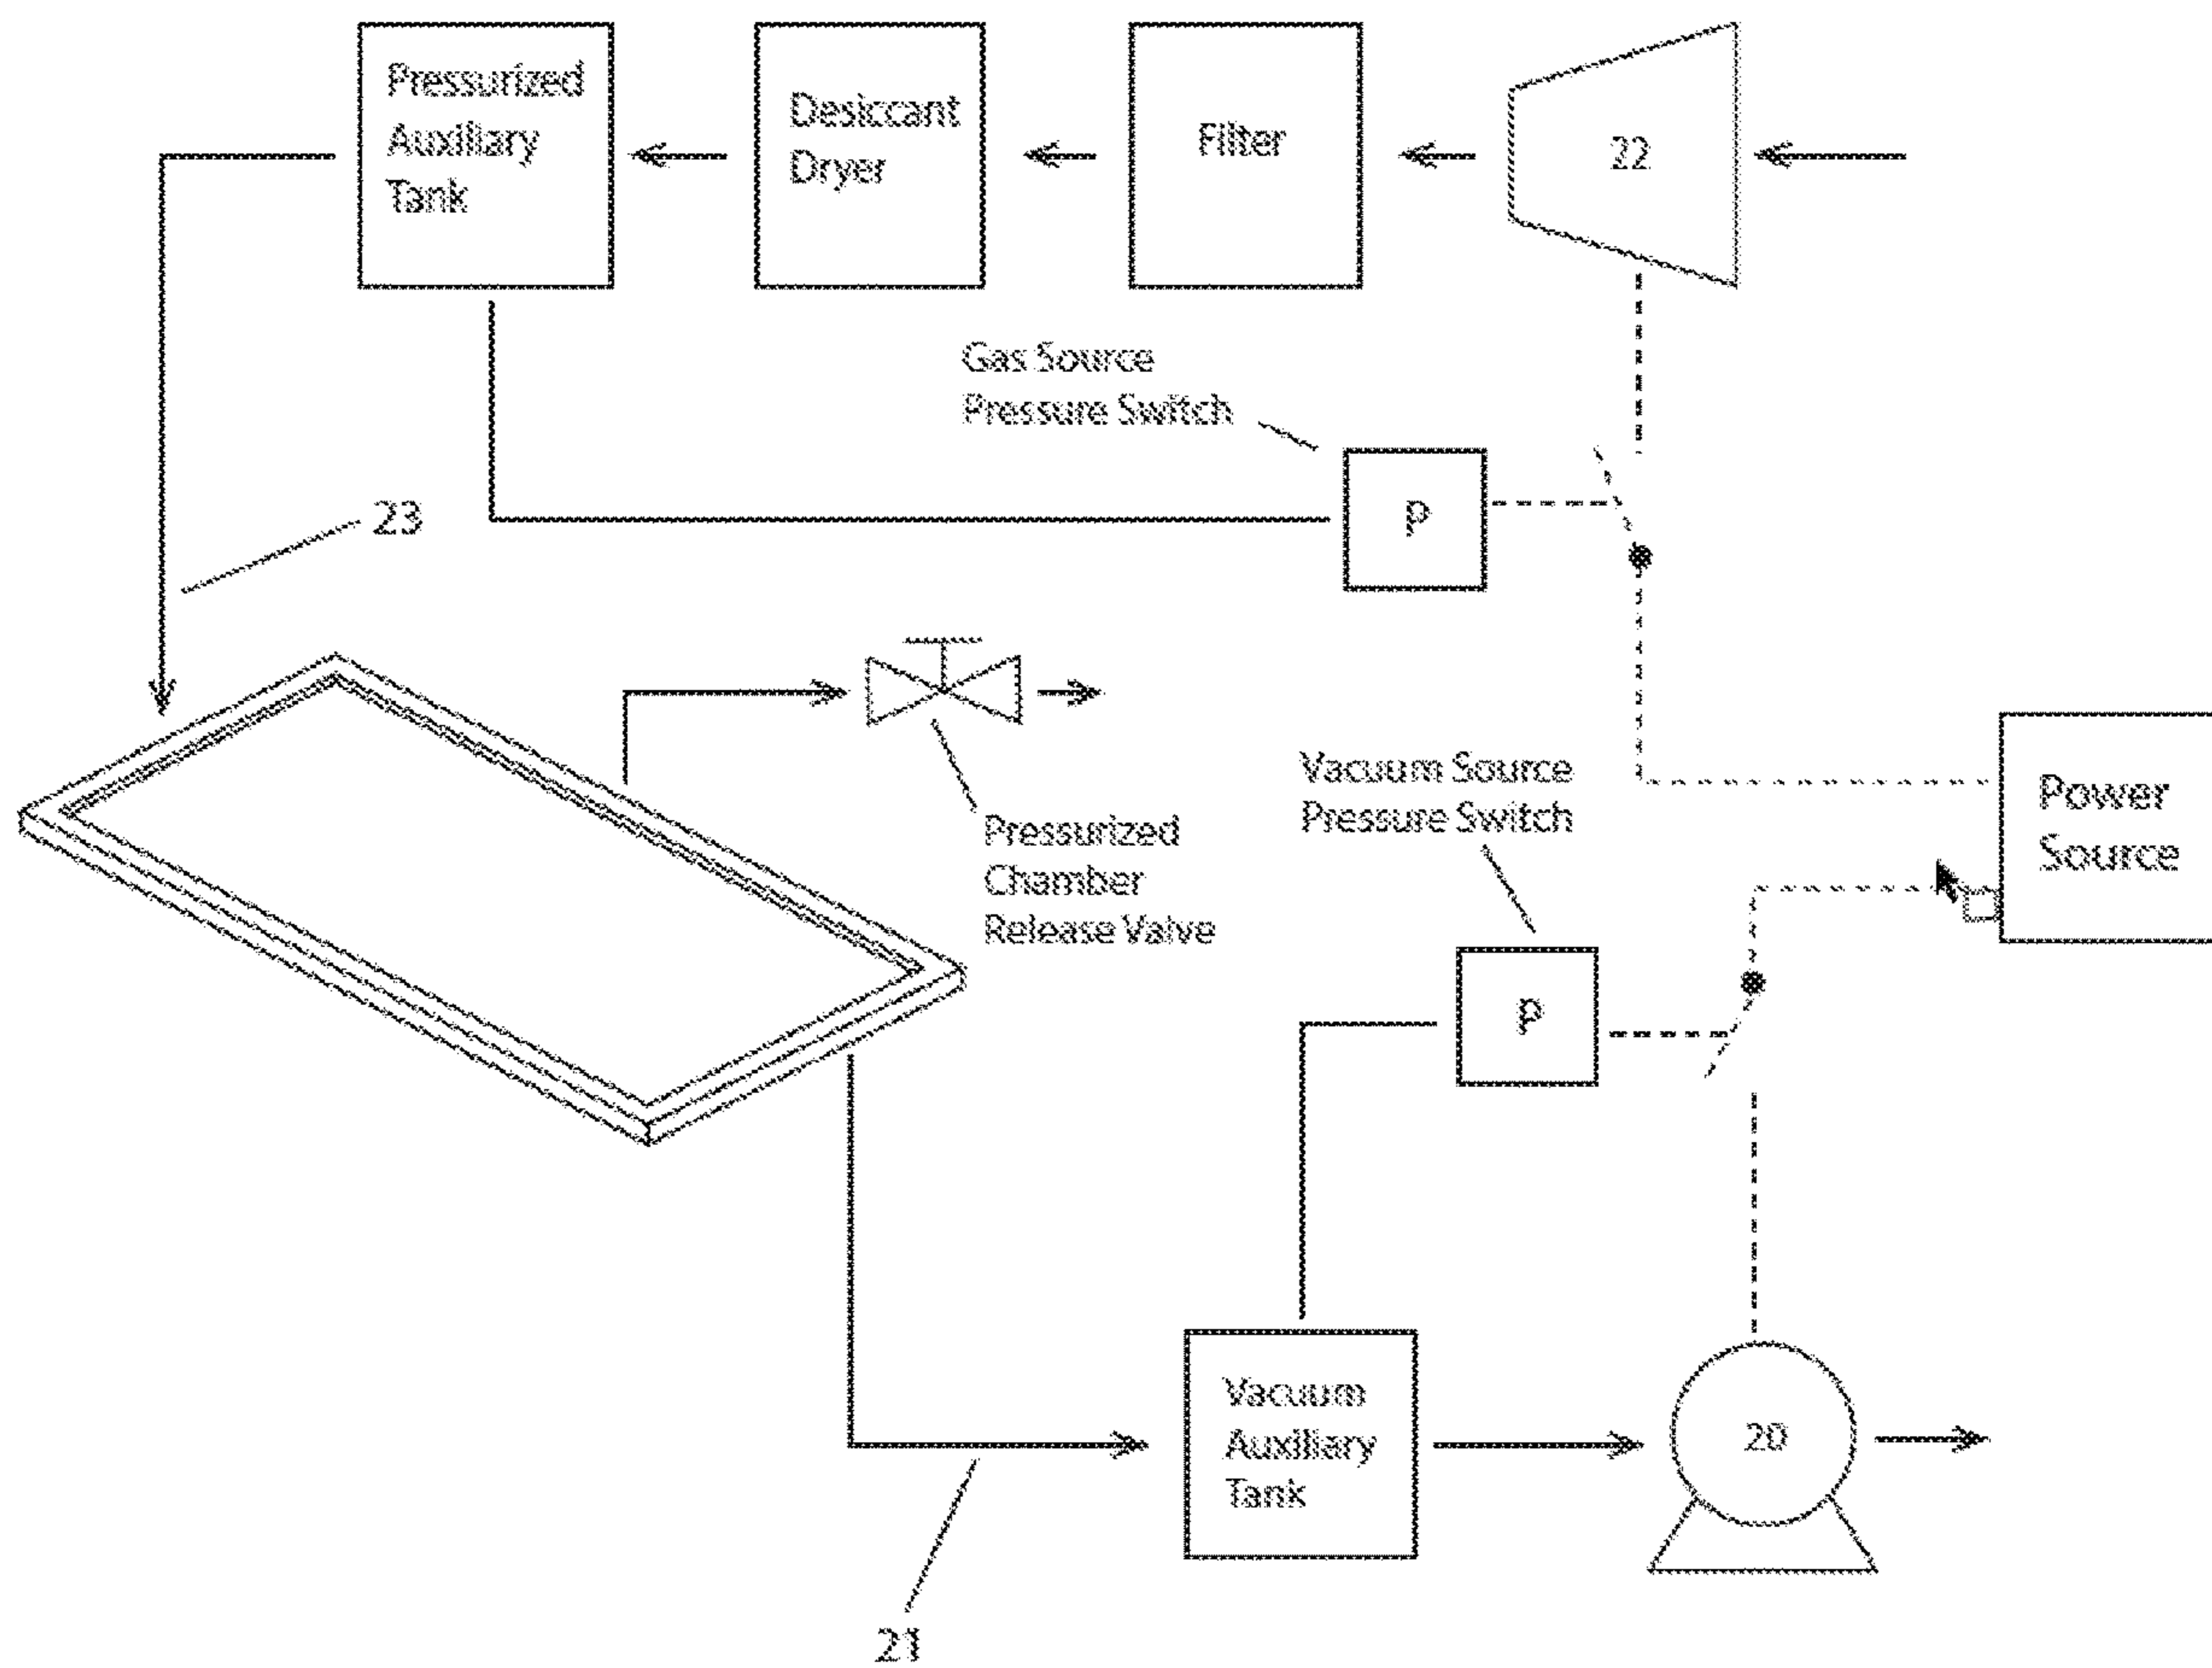 Pressurized
Auxiliary
Tank
Desiccant
Dryer
Filter
22
Gas Source
Pressure Switch
P
23
Pressurized
Chamber
Release Valve
Vacuum Source
Pressure Switch
P
Power
Source
Vacuum
Auxiliary
Tank
20
21